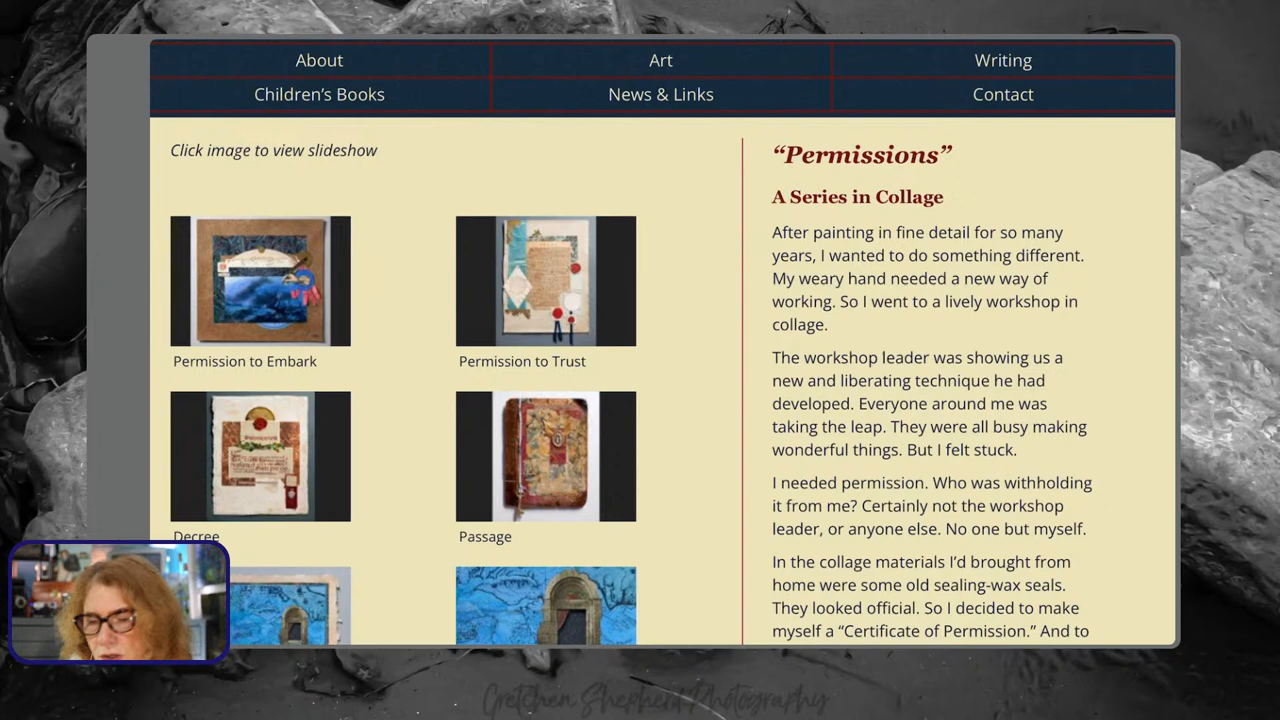 About
Art
Writing
Children's Books
News & Links
Contact
Click image to view slideshow
Permission to Embark
Permission to Trust
Decree
Passage
“Permissions”
A Series in Collage
After painting in fine detail for so many
years, I wanted to do something different.
My weary hand needed a new way of
working. So I went to a lively workshop in
collage.
The workshop leader was showing us a
new and liberating technique he had
developed. Everyone around me was
taking the leap. They were all busy making
wonderful things. But I felt stuck.
I needed permission. Who was withholding
it from me? Certainly not the workshop
leader, or anyone else. No one but myself.
In the collage materials I’d brought from
home were some old sealing-wax seals.
They looked official. So I decided to make
myself a “Certificate of Permission.” And to
Gretchen Shepherd Photography